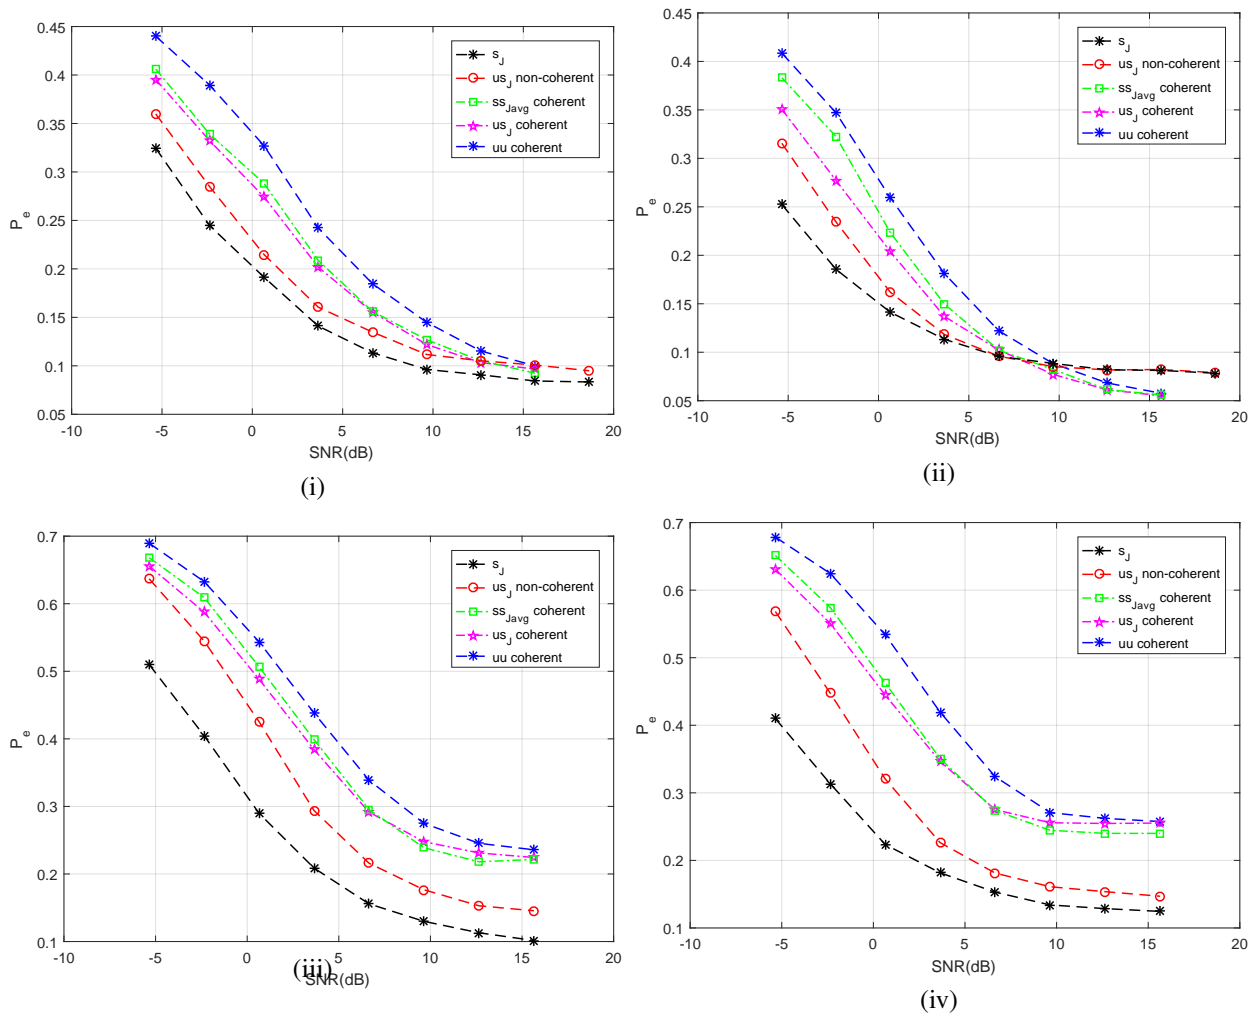 0.45
0.4
0.35
0.3
0.25
0.2
0.15
0.1
0.05
P_e
-10 -5 0 5 10 15 20
SNR(dB)
s_J
us_J non-coherent
ss_Javg coherent
us_J coherent
uu coherent
(i)
0.45
0.4
0.35
0.3
0.25
0.2
0.15
0.1
0.05
P_e
-10 -5 0 5 10 15 20
SNR(dB)
s_J
us_J non-coherent
ss_Javg coherent
us_J coherent
uu coherent
(ii)
0.7
0.6
0.5
0.4
0.3
0.2
0.1
P_e
-10 -5 0 5 10 15 20
SNR(dB)
s_J
us_J non-coherent
ss_Javg coherent
us_J coherent
uu coherent
(iii)
0.7
0.6
0.5
0.4
0.3
0.2
0.1
P_e
-10 -5 0 5 10 15 20
SNR(dB)
s_J
us_J non-coherent
ss_Javg coherent
us_J coherent
uu coherent
(iv)